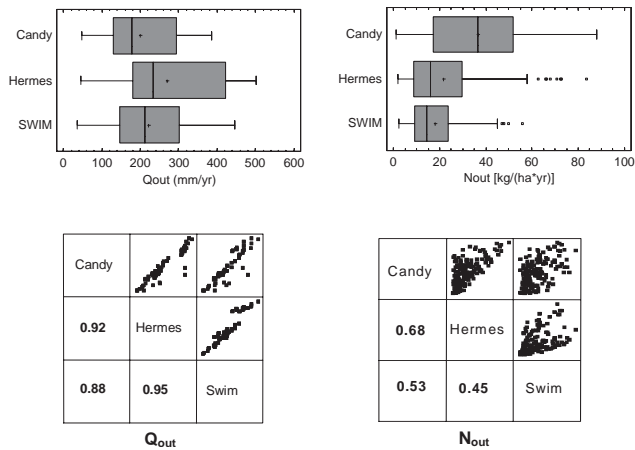 Candy
Hermes
SWIM
0 100 200 300 400 500 600
Qout (mm/yr)
Candy
Hermes
SWIM
0 20 40 60 80 100
Nout [kg/(ha*yr)]
Candy
0.92 Hermes
0.88 0.95 Swim
Qout
Candy
0.68 Hermes
0.53 0.45 Swim
Nout